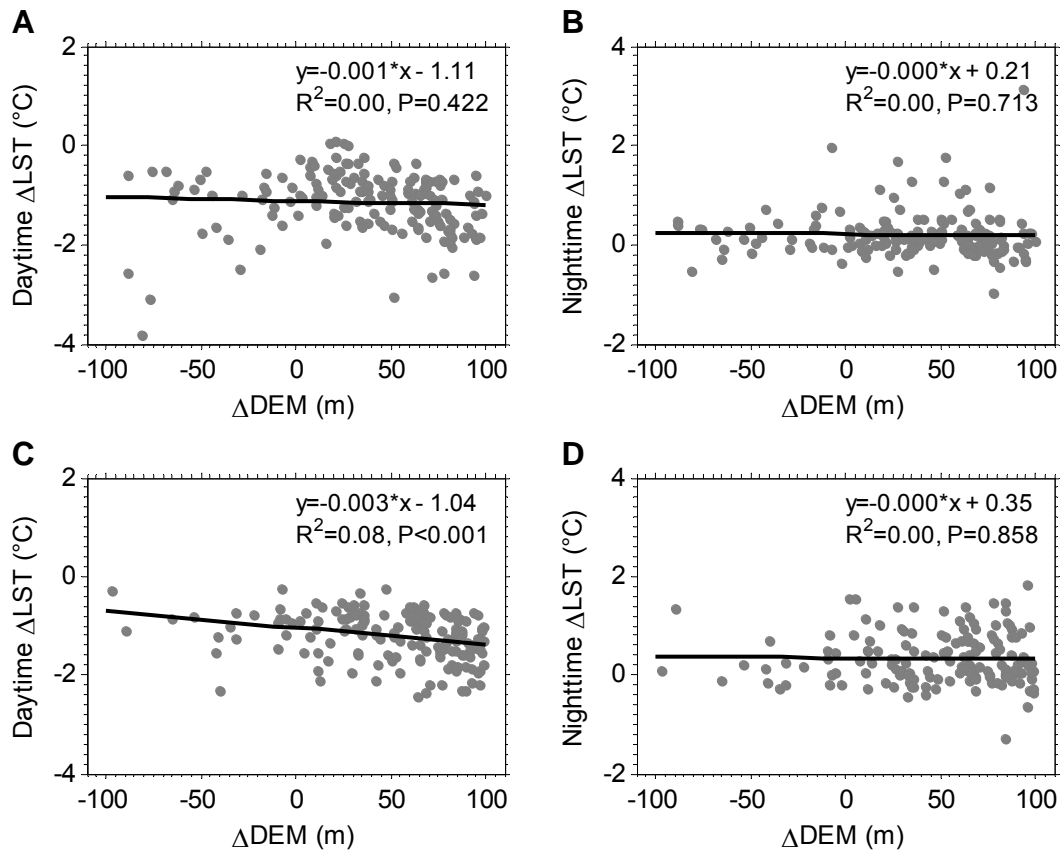 A
y=-0.001*x - 1.11
R²=0.00, P=0.422
Daytime ΔLST (°C)
2
0
-2
-4
-100 -50 0 50 100
ΔDEM (m)
B
y=-0.000*x + 0.21
R²=0.00, P=0.713
Nighttime ΔLST (°C)
4
2
0
-2
-100 -50 0 50 100
ΔDEM (m)
C
y=-0.003*x - 1.04
R²=0.08, P<0.001
Daytime ΔLST (°C)
2
0
-2
-4
-100 -50 0 50 100
ΔDEM (m)
D
y=-0.000*x + 0.35
R²=0.00, P=0.858
Nighttime ΔLST (°C)
4
2
0
-2
-100 -50 0 50 100
ΔDEM (m)